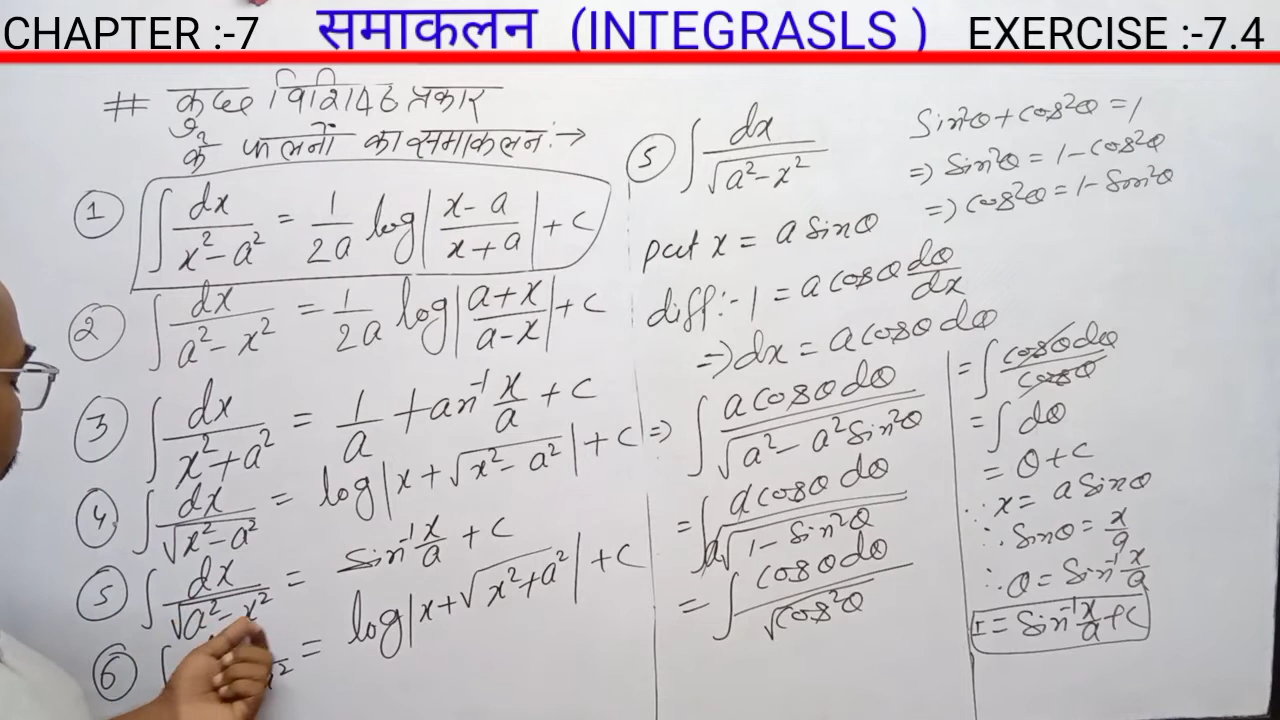 CHAPTER :-7 समाकलन (INTEGRASLS ) EXERCISE :-7.4
# कुछ विशिष्ट प्रकार
के फलनों का समाकलन:→
① ∫ dx/(x² - a²) = 1/2a log|(x - a)/(x + a)| + C
② ∫ dx/(a² - x²) = 1/2a log|(a + x)/(a - x)| + C
③ ∫ dx/(x² + a²) = 1/a tan⁻¹ x/a + C
④ ∫ dx/√(x² - a²) = log|x + √(x² - a²)| + C
⑤ ∫ dx/√(a² - x²) = sin⁻¹ x/a + C
⑥ ∫ = log|x + √(x² + a²)| + C
⑤ ∫ dx/√(a² - x²)
put x = a sinθ
diff:- 1 = a cosθ dθ/dx
⇒ dx = a cosθ dθ
⇒ ∫ a cosθ dθ/√(a² - a² sin²θ)
= ∫ a cosθ dθ/a√(1 - sin²θ)
= ∫ cosθ dθ/√cos²θ
Sin²θ + cos²θ = 1
⇒ Sin²θ = 1 - cos²θ
⇒ cos²θ = 1 - Sin²θ
= ∫ cosθ dθ/cosθ
= ∫ dθ
= θ + C
∵ x = a sinθ
∴ sinθ = x/a
∴ θ = Sin⁻¹ x/a
I = Sin⁻¹ x/a + C